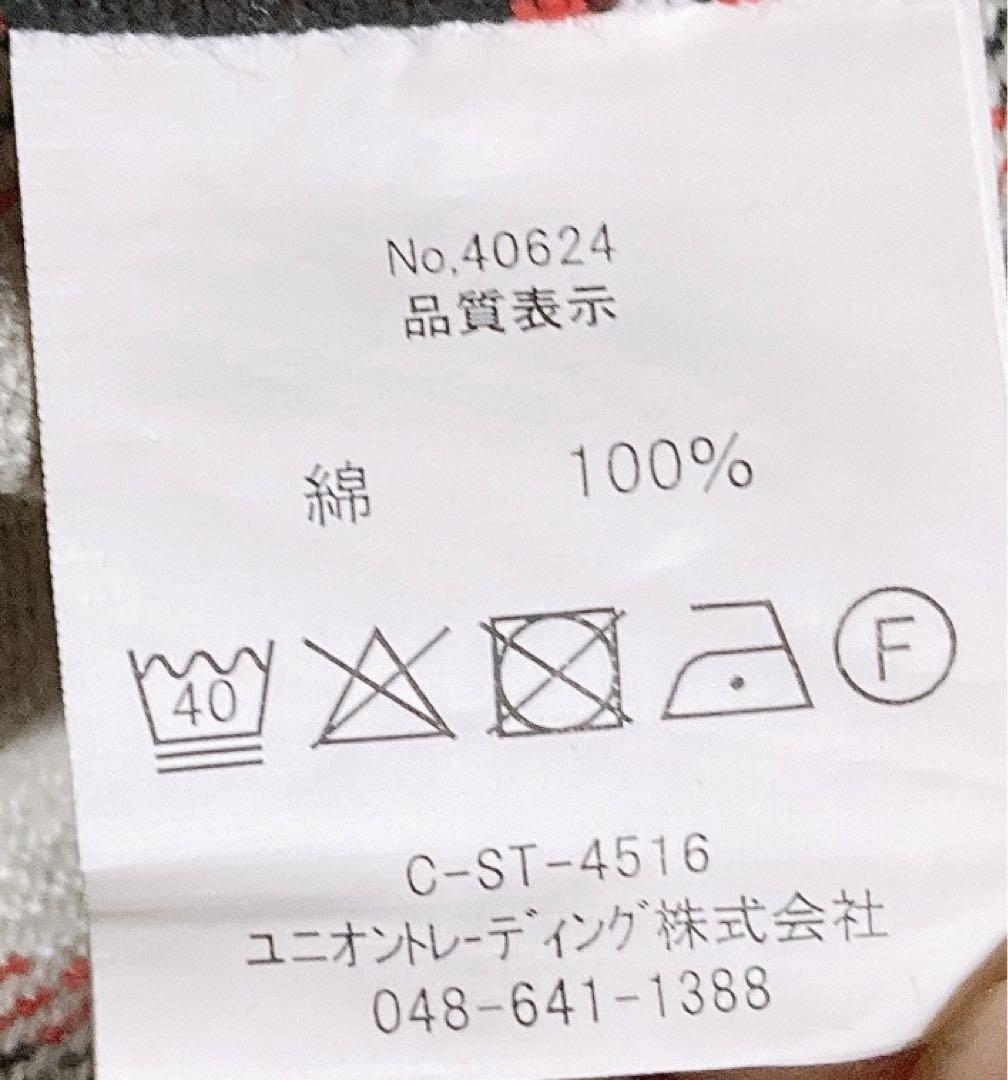 No.40624
品質表示
綿 100%
40 F
C-ST-4516
ユニオントレーディング株式会社
048-641-1388